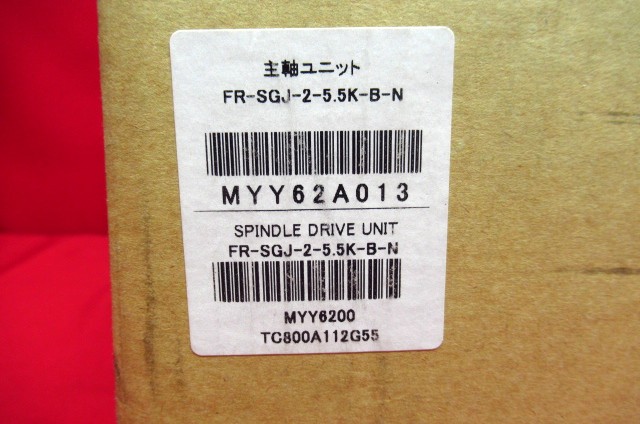 主軸ユニット
FR-SGJ-2-5.5K-B-N
MYY62A013
SPINDLE DRIVE UNIT
FR-SGJ-2-5.5K-B-N
MYY6200
TC800A112G55